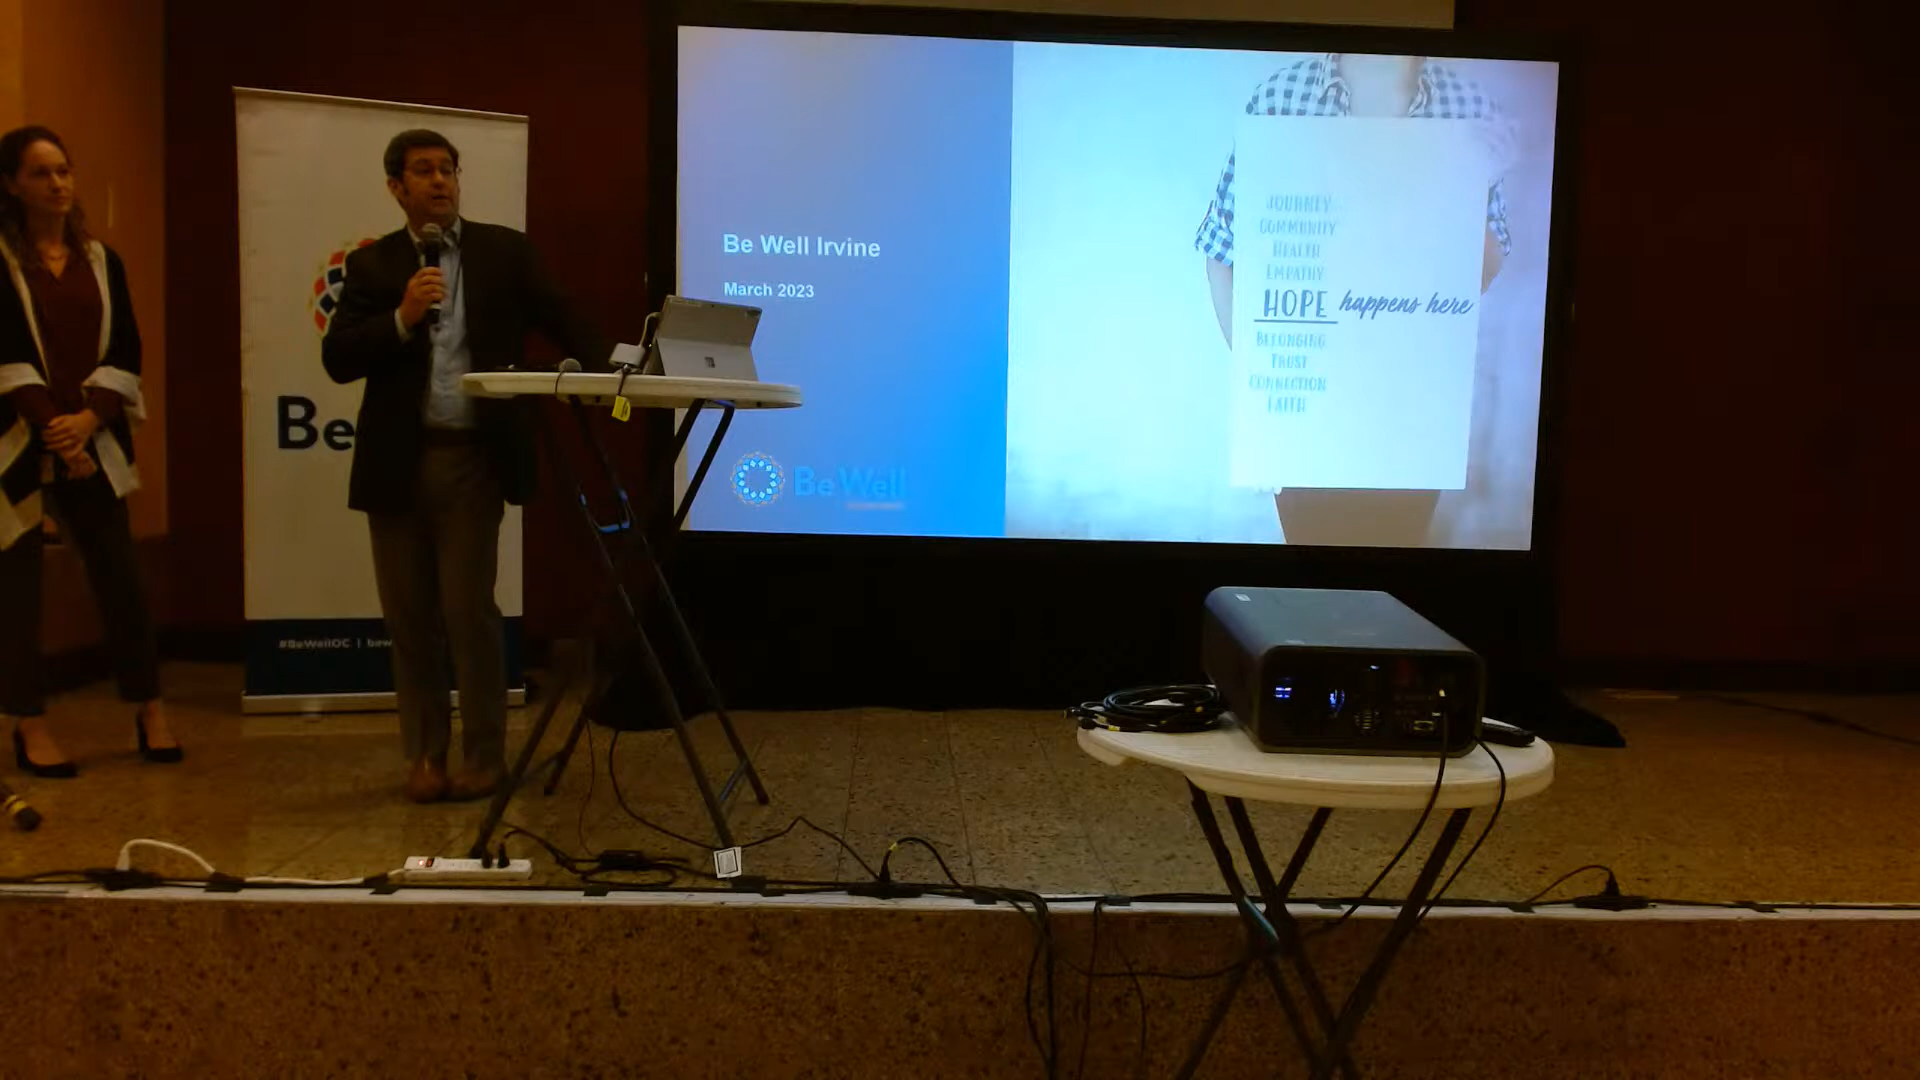 Be
#BeWellOC | bew
Be Well Irvine
March 2023
Be Well
JOURNEY
COMMUNITY
HEALTH
EMPATHY
HOPE happens here
BELONGING
TRUST
CONNECTION
FAITH